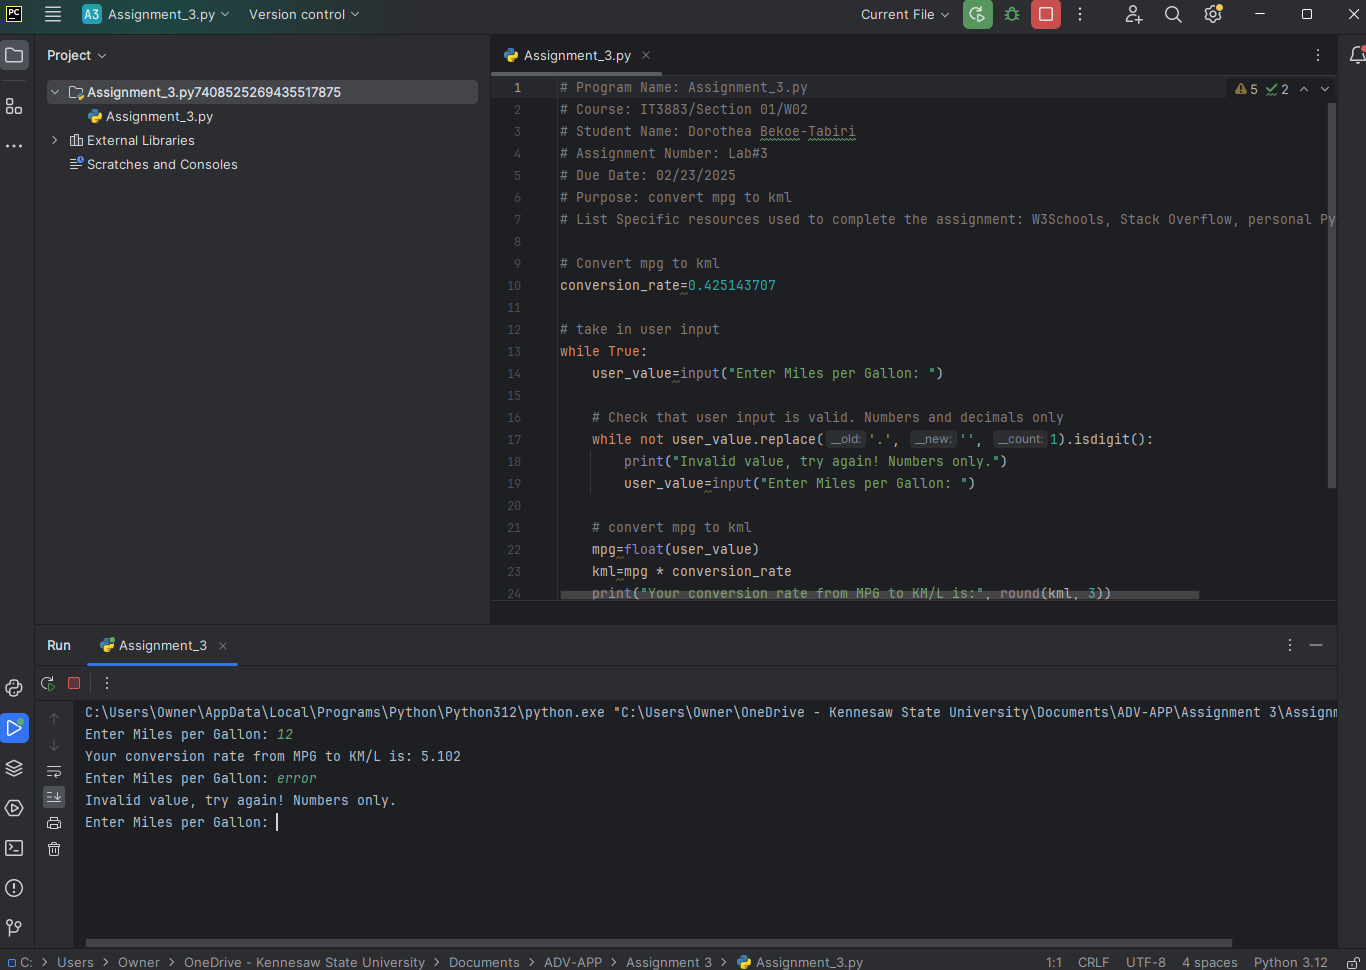 PC
A3 Assignment_3.py Version control Current File
Project
Assignment_3.py
Assignment_3.py7408525269435517875
Assignment_3.py
External Libraries
Scratches and Consoles
5 2
1 # Program Name: Assignment_3.py
2 # Course: IT3883/Section 01/W02
3 # Student Name: Dorothea Bekoe-Tabiri
4 # Assignment Number: Lab#3
5 # Due Date: 02/23/2025
6 # Purpose: convert mpg to kml
7 # List Specific resources used to complete the assignment: W3Schools, Stack Overflow, personal Py
8
9 # Convert mpg to kml
10 conversion_rate=0.425143707
11
12 # take in user input
13 while True:
14 user_value=input("Enter Miles per Gallon: ")
15
16 # Check that user input is valid. Numbers and decimals only
17 while not user_value.replace( __old: '.', __new: '', __count: 1).isdigit():
18 print("Invalid value, try again! Numbers only.")
19 user_value=input("Enter Miles per Gallon: ")
20
21 # convert mpg to kml
22 mpg=float(user_value)
23 kml=mpg * conversion_rate
24 print("Your conversion rate from MPG to KM/L is:", round(kml, 3))
Run Assignment_3
C:\Users\Owner\AppData\Local\Programs\Python\Python312\python.exe "C:\Users\Owner\OneDrive - Kennesaw State University\Documents\ADV-APP\Assignment 3\Assignm
Enter Miles per Gallon: 12
Your conversion rate from MPG to KM/L is: 5.102
Enter Miles per Gallon: error
Invalid value, try again! Numbers only.
Enter Miles per Gallon:
C: > Users > Owner > OneDrive - Kennesaw State University > Documents > ADV-APP > Assignment 3 > Assignment_3.py 1:1 CRLF UTF-8 4 spaces Python 3.12